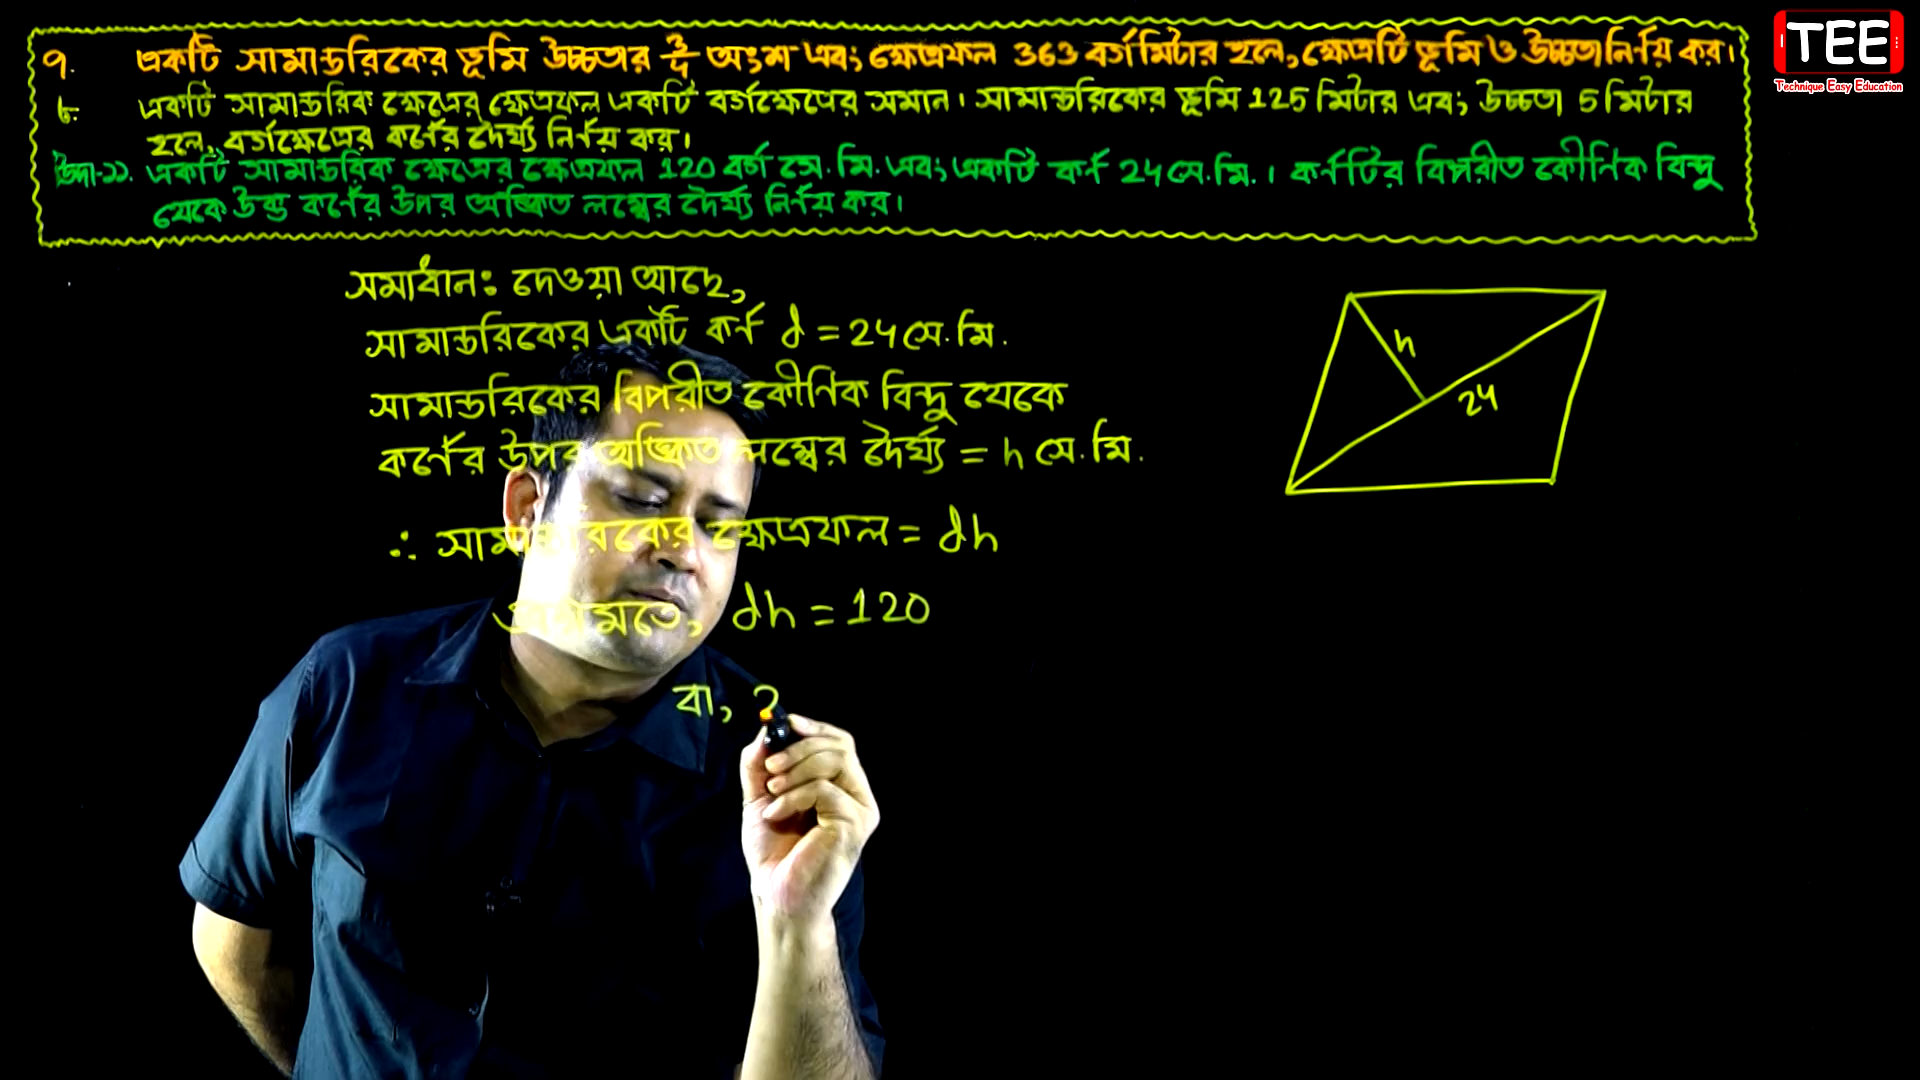 ৭. একটি সামান্তরিকের ভূমি উচ্চতার ৩/৪ অংশ এবং ক্ষেত্রফল 363 বর্গমিটার হলে, ক্ষেত্রটি ভূমি ও উচ্চতা নির্ণয় কর।
৮. একটি সামান্তরিক ক্ষেত্রের ক্ষেত্রফল একটি বর্গক্ষেত্রের সমান। সামান্তরিকের ভূমি 125 মিটার এবং উচ্চতা 5 মিটার
হলে, বর্গক্ষেত্রের কর্ণের দৈর্ঘ্য নির্ণয় কর।
উদা-১১. একটি সামান্তরিক ক্ষেত্রের ক্ষেত্রফল 120 বর্গ সে.মি. এবং একটি কর্ণ 24 সে.মি.। কর্ণটির বিপরীত কৌণিক বিন্দু
থেকে উক্ত কর্ণের উপর অঙ্কিত লম্বের দৈর্ঘ্য নির্ণয় কর।
TEE
Technique Easy Education
সমাধান: দেওয়া আছে,
সামান্তরিকের একটি কর্ণ d = 24 সে.মি.
সামান্তরিকের বিপরীত কৌণিক বিন্দু থেকে
কর্ণের উপর অঙ্কিত লম্বের দৈর্ঘ্য = h সে.মি.
∴ সামান্তরিকের ক্ষেত্রফল = dh
প্রশ্নমতে, dh = 120
বা, 2
h
24